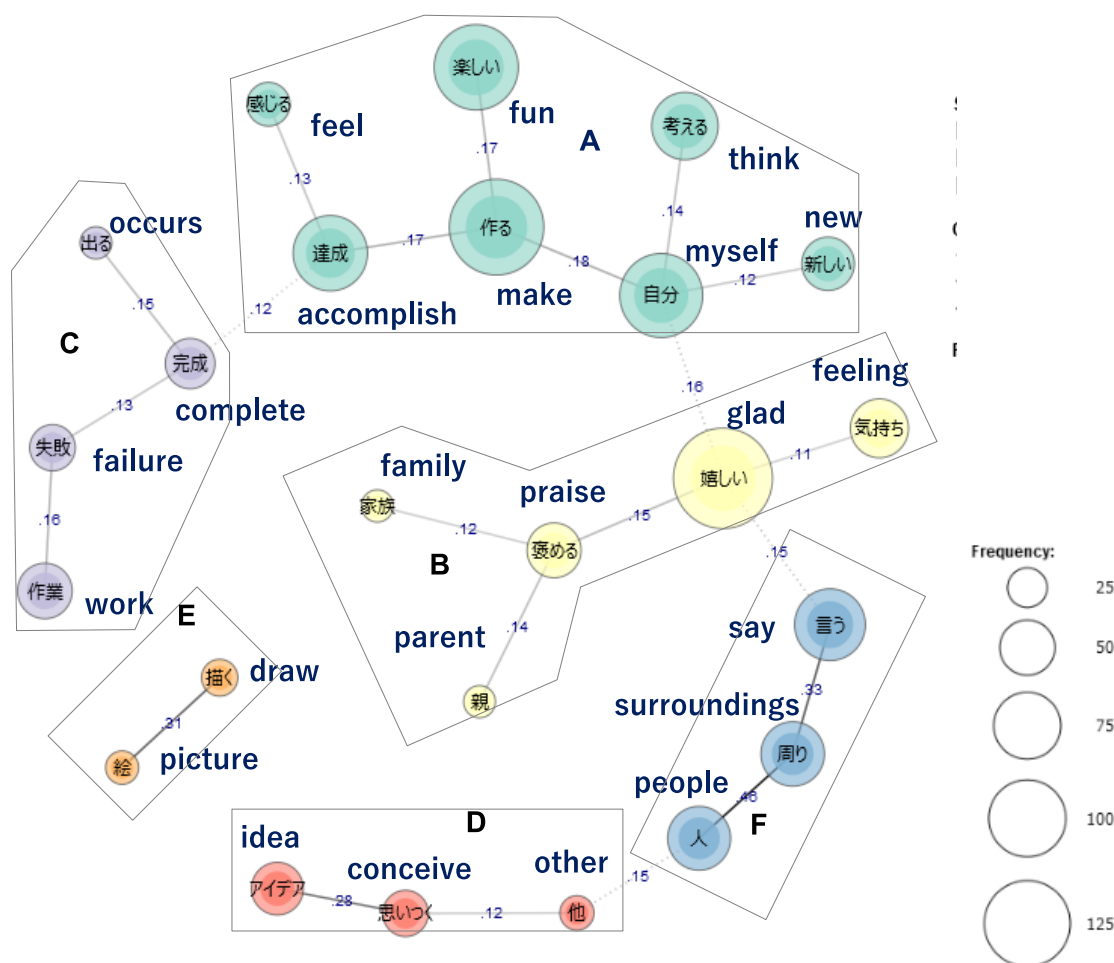 楽しい
fun
感じる
feel
A
考える
think
.17
.13
.14
new
新しい
myself
.12
自分
作る
make
.17
.18
達成
accomplish
.12
occurs
出る
.15
C
完成
complete
.13
失敗
failure
.16
作業
work
.16
feeling
気持ち
glad
嬉しい
.11
family
家族
praise
褒める
.12
.15
B
parent
.14
親
.15
say
言う
.33
surroundings
周り
people
.46
人
F
E
draw
描く
.31
picture
絵
D
idea
アイデア
conceive
思いつく
other
他
.28
.12
.15
Frequency:
25
50
75
100
125